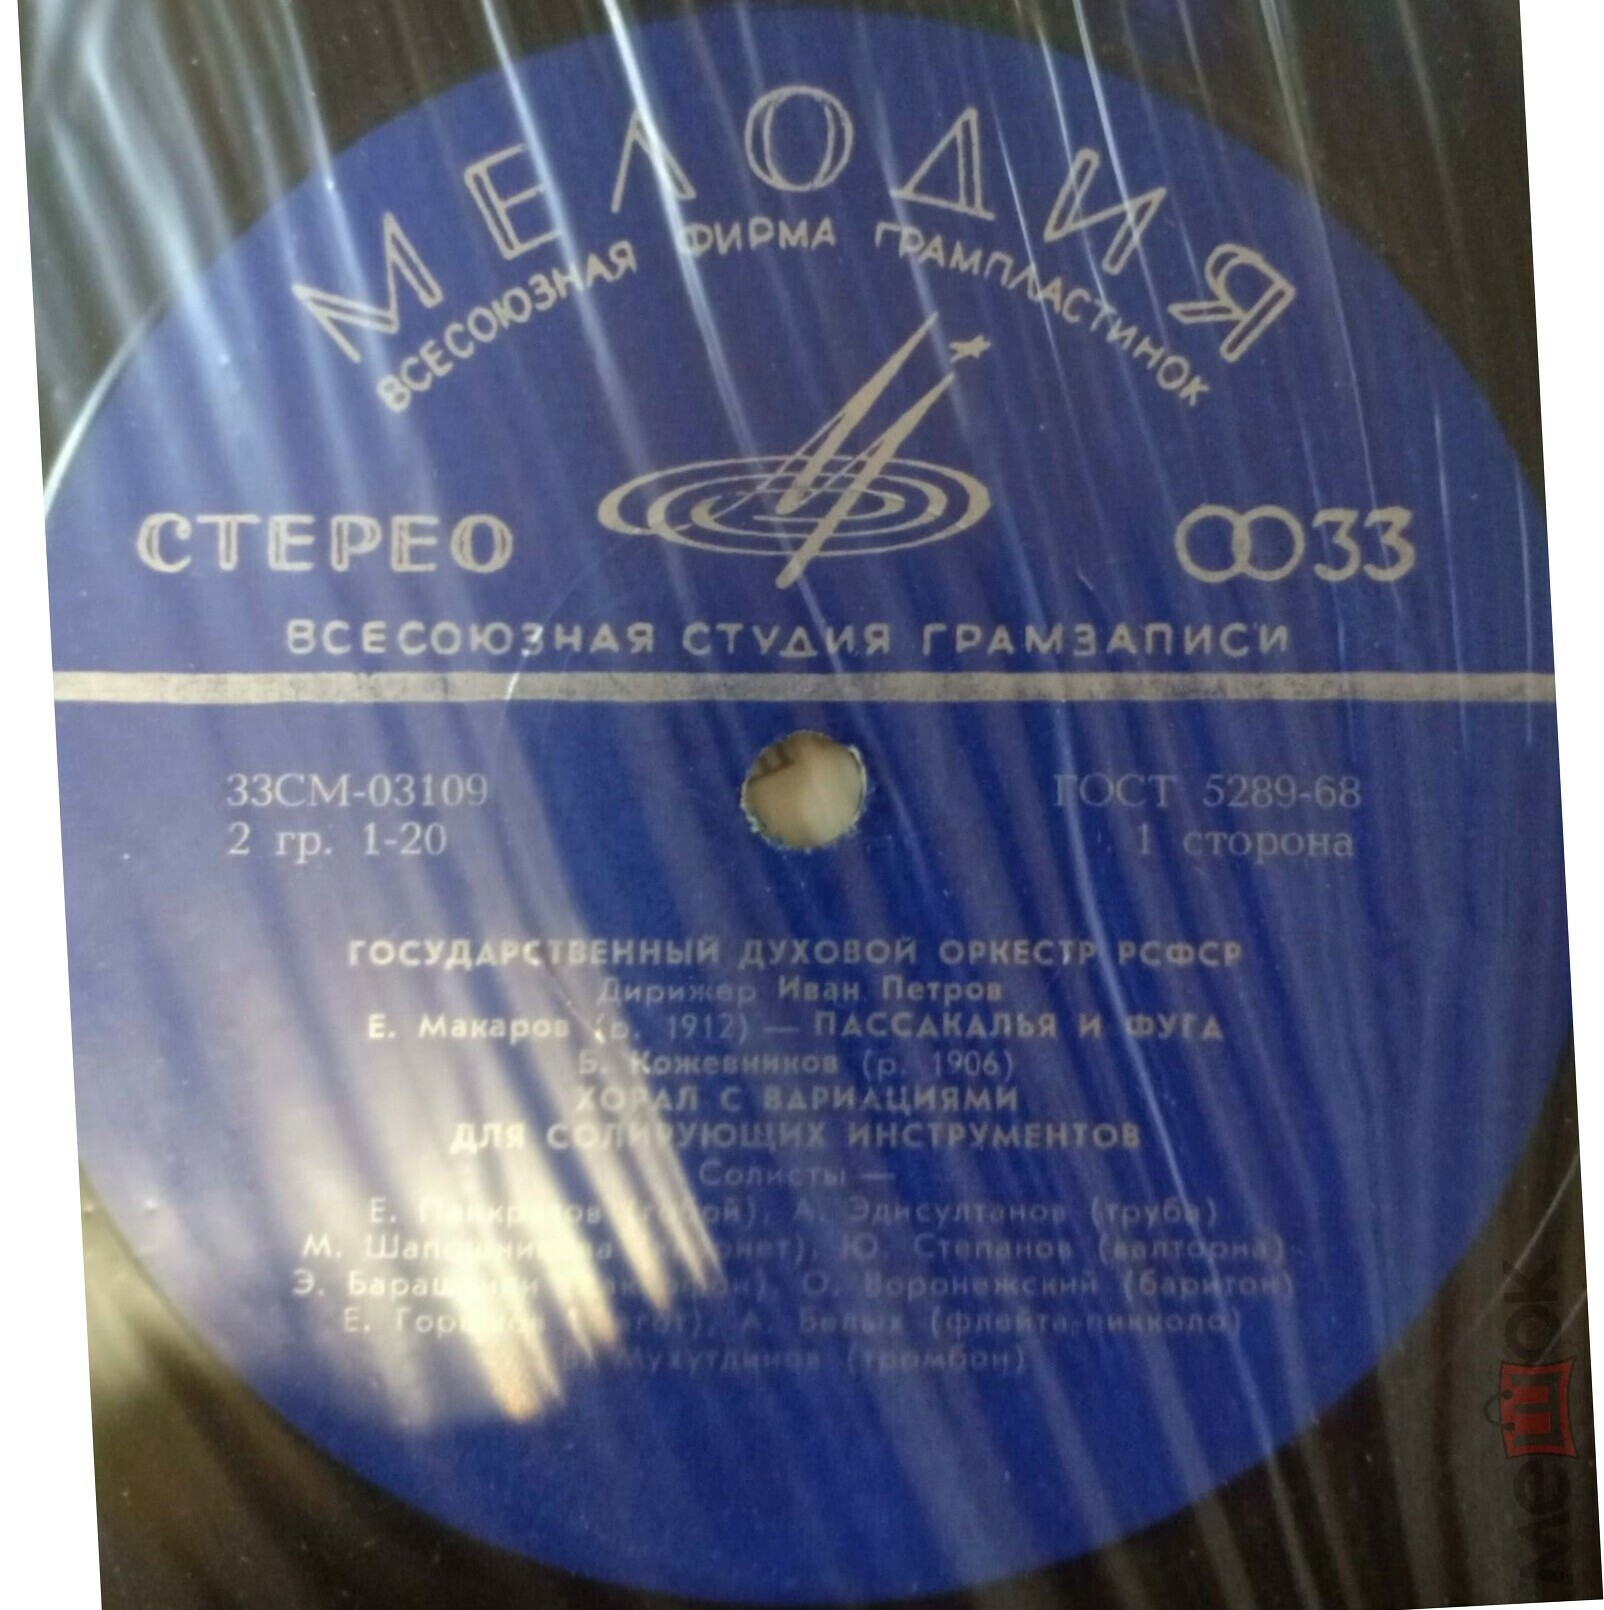 МЕЛОДИЯ
ВСЕСОЮЗНАЯ ФИРМА ГРАМПЛАСТИНОК
СТЕРЕО 33
ВСЕСОЮЗНАЯ СТУДИЯ ГРАМЗАПИСИ
33СМ-03109 ГОСТ 5289-68
2 гр. 1-20 1 сторона
ГОСУДАРСТВЕННЫЙ ДУХОВОЙ ОРКЕСТР РСФСР
Дирижер Иван Петров
Е. Макаров (р. 1912) — ПАССАКАЛЬЯ И ФУГА
Б. Кожевников (р. 1906)
ХОРАЛ С ВАРИАЦИЯМИ
ДЛЯ СОЛИРУЮЩИХ ИНСТРУМЕНТОВ
Солисты —
Е. (гобой), А. Эдисултанов (труба)
М. Ю. Степанов (валторна)
Э. О. Воронежский (баритон)
Е. А. Белых (флейта-пикколо)
В. Мухутдинов (тромбон)
мешок